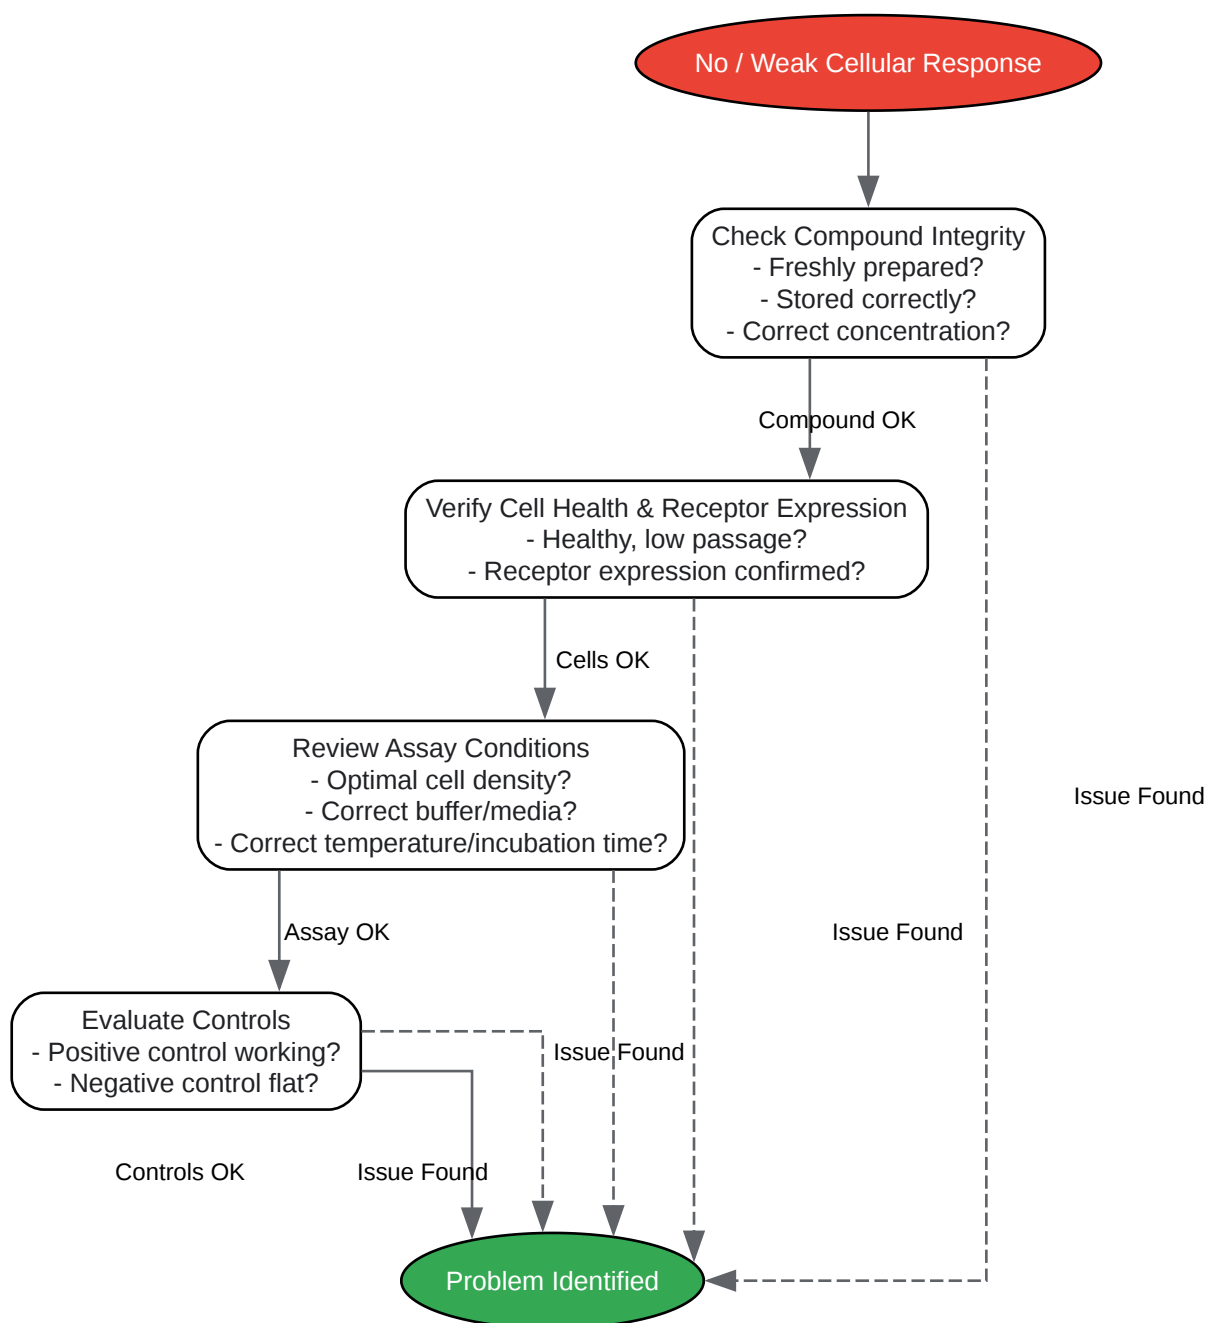 No / Weak Cellular Response
Check Compound Integrity
- Freshly prepared?
- Stored correctly?
- Correct concentration?
Compound OK
Verify Cell Health & Receptor Expression
- Healthy, low passage?
- Receptor expression confirmed?
Cells OK
Review Assay Conditions
- Optimal cell density?
- Correct buffer/media?
- Correct temperature/incubation time?
Issue Found
Assay OK
Issue Found
Evaluate Controls
- Positive control working?
- Negative control flat?
Issue Found
Controls OK
Issue Found
Problem Identified